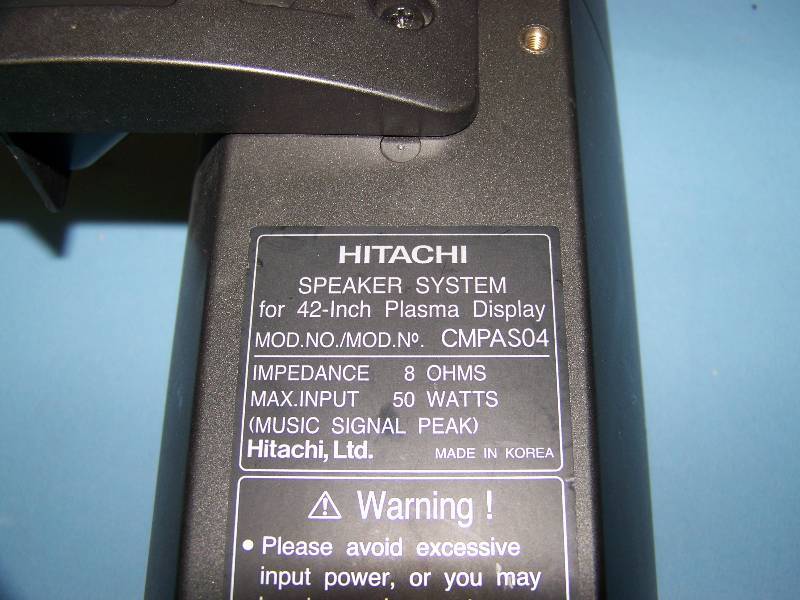 HITACHI
SPEAKER SYSTEM
for 42-Inch Plasma Display
MOD.NO./MOD.Nº. CMPAS04
IMPEDANCE 8 OHMS
MAX.INPUT 50 WATTS
(MUSIC SIGNAL PEAK)
Hitachi, Ltd. MADE IN KOREA
Warning !
• Please avoid excessive
input power, or you may